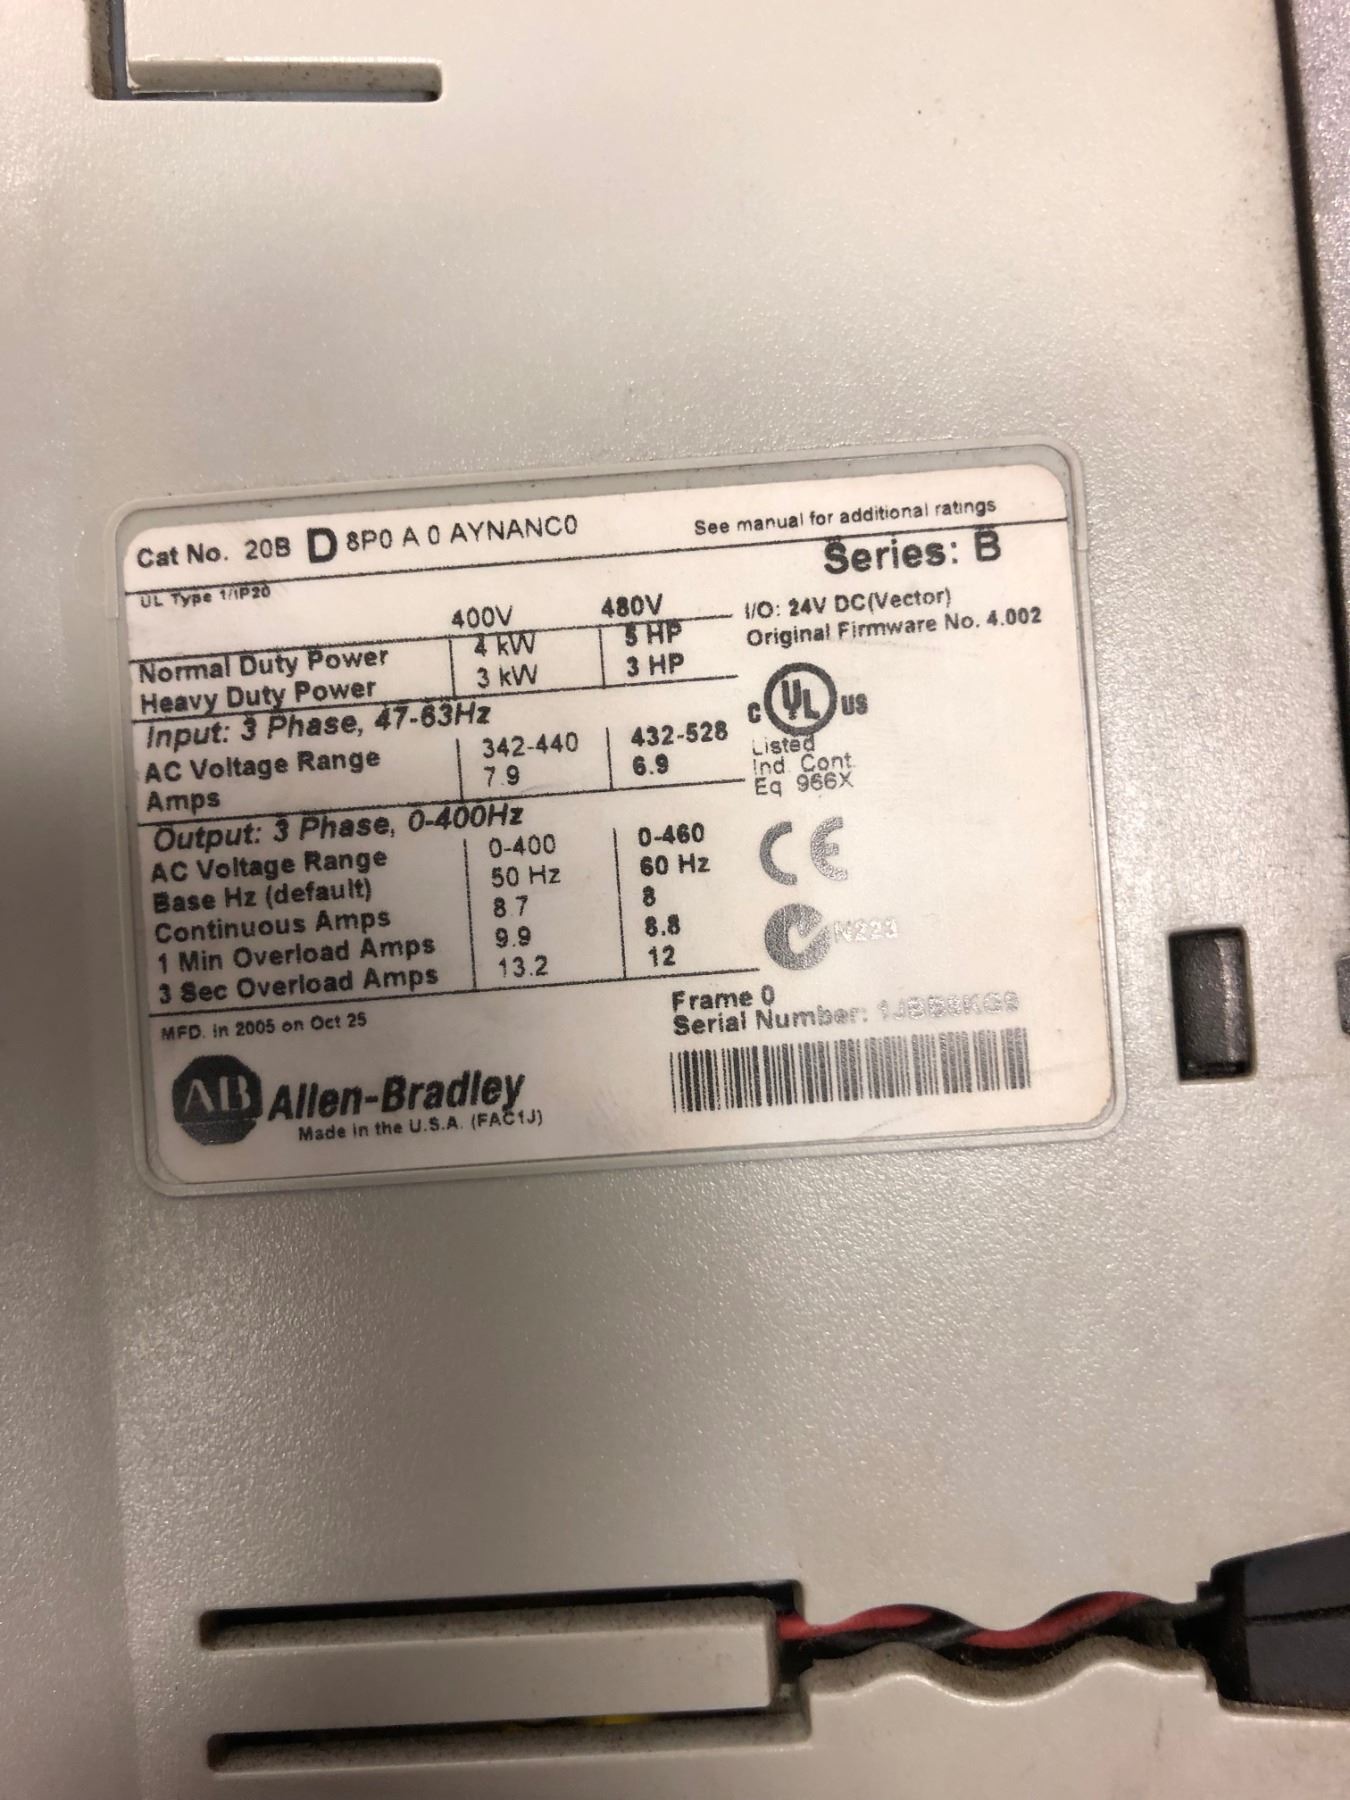 Cat No. 20B D 8P0 A 0 AYNANC0
See manual for additional ratings
UL Type 1/IP20
Series: B
400V 480V
I/O: 24V DC(Vector)
Normal Duty Power 4 kW 5 HP
Original Firmware No. 4.002
Heavy Duty Power 3 kW 3 HP
Input: 3 Phase, 47-63Hz
C UL US
AC Voltage Range 342-440 432-528
Listed
Amps 7.9 6.9
Ind. Cont.
Eq 966X
Output: 3 Phase, 0-400Hz
AC Voltage Range 0-400 0-460
CE
Base Hz (default) 50 Hz 60 Hz
Continuous Amps 8.7 8
1 Min Overload Amps 9.9 8.8
N223
3 Sec Overload Amps 13.2 12
MFD. in 2005 on Oct 25
Frame 0
Serial Number:
AB Allen-Bradley
Made in the U.S.A. (FAC1J)